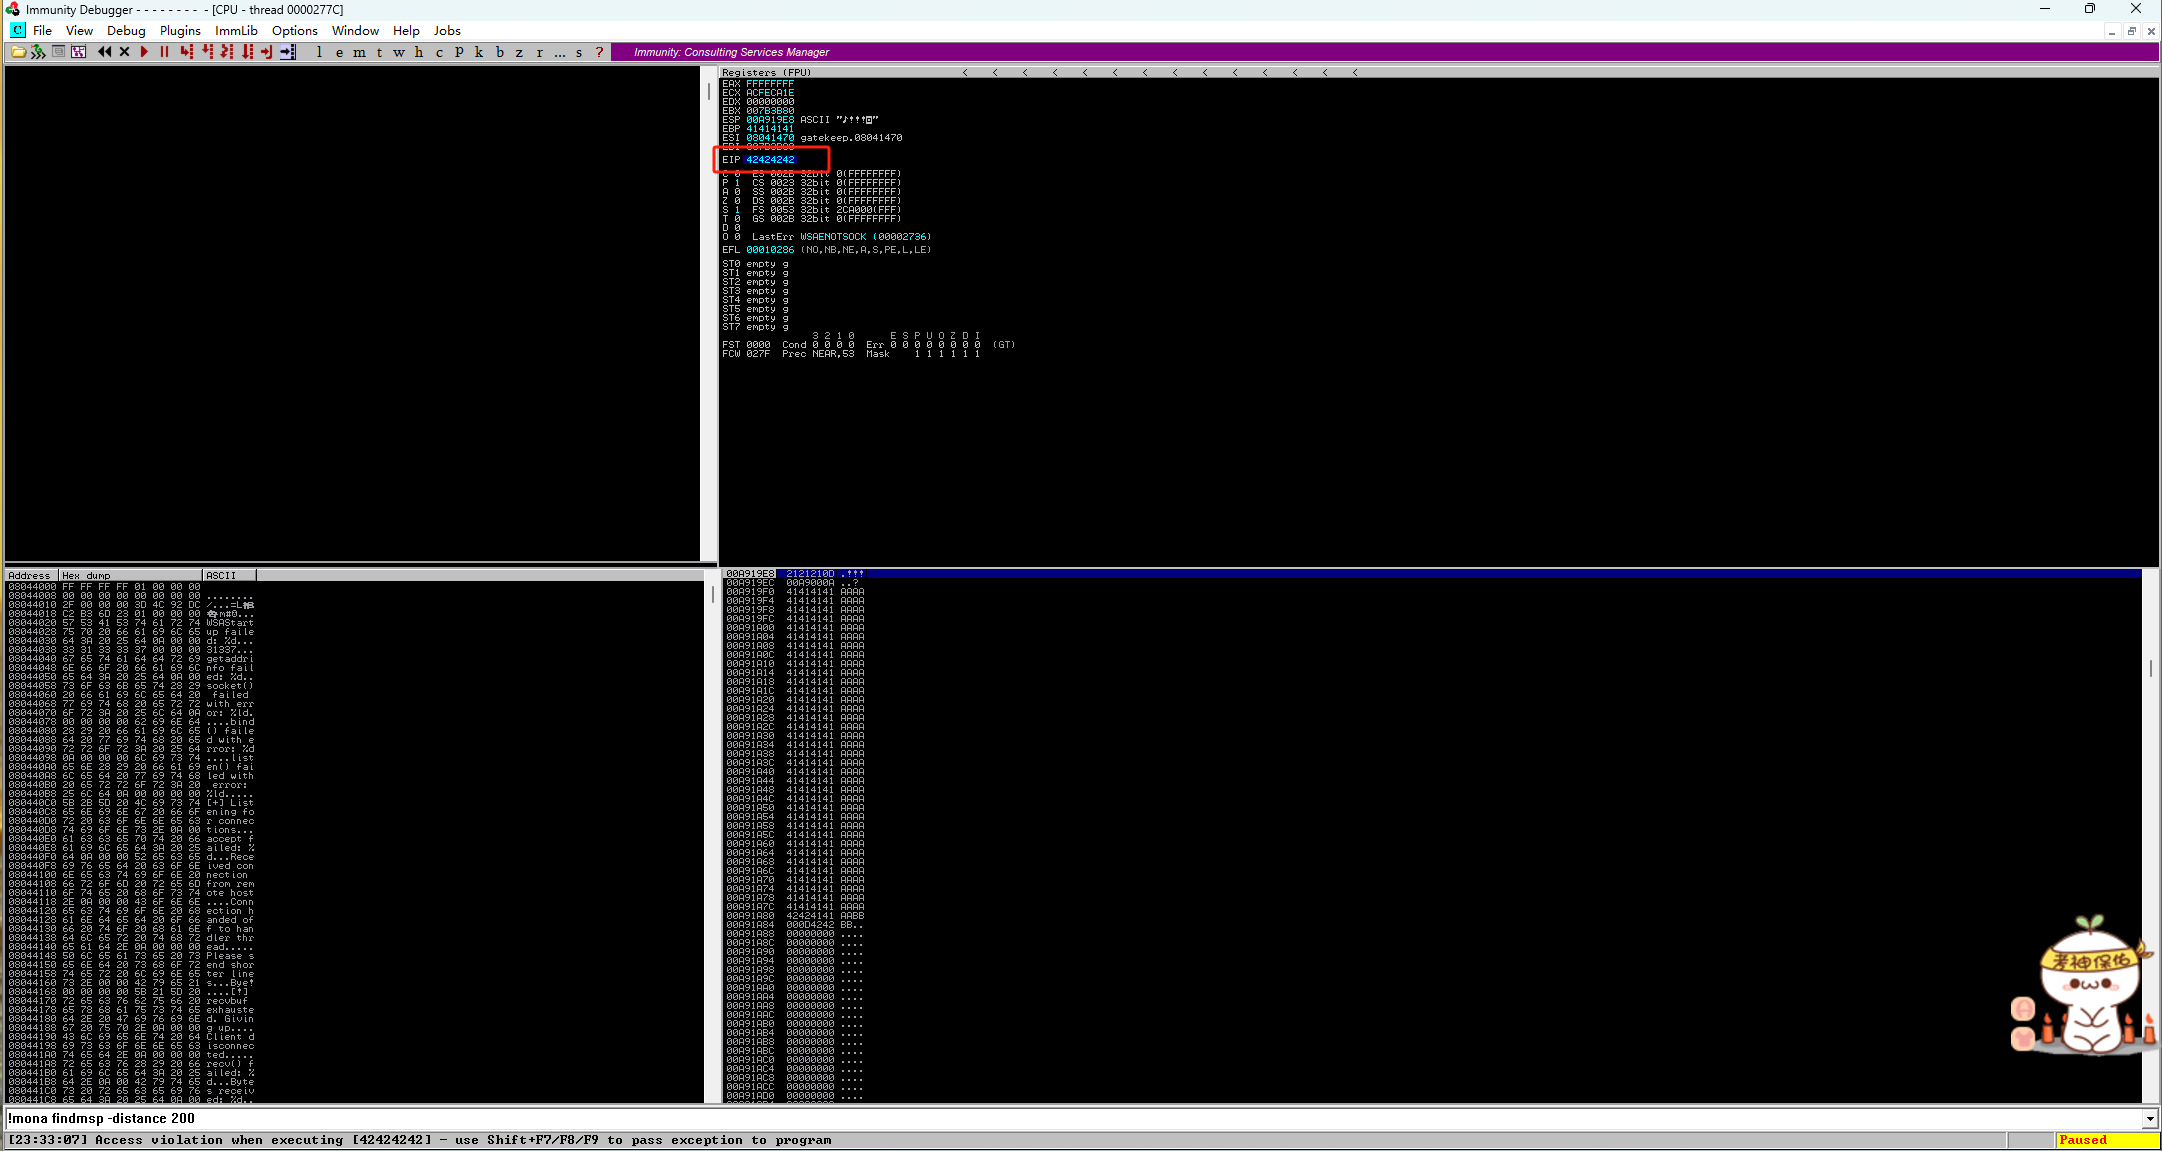 Immunity Debugger - - - - - - - -  - [CPU - thread 0000277C]
C File View Debug Plugins ImmLib Options Window Help Jobs
l e m t w h c P k b z r ... s ? Immunity: Consulting Services Manager
Registers (FPU) < < < < < < < < < < < < < <
EAX FFFFFFFF
ECX ACFECA1E
EDX 00000000
EBX 007B3B80
ESP 00A919E8 ASCII "♪!!!◙"
EBP 41414141
ESI 08041470 gatekeep.08041470
EDI 007B3B80
EIP 42424242
C 0  ES 002B 32bit 0(FFFFFFFF)
P 1  CS 0023 32bit 0(FFFFFFFF)
A 0  SS 002B 32bit 0(FFFFFFFF)
Z 0  DS 002B 32bit 0(FFFFFFFF)
S 1  FS 0053 32bit 2CA000(FFF)
T 0  GS 002B 32bit 0(FFFFFFFF)
D 0
O 0  LastErr WSAENOTSOCK (00002736)
EFL 00010286 (NO,NB,NE,A,S,PE,L,LE)
ST0 empty g
ST1 empty g
ST2 empty g
ST3 empty g
ST4 empty g
ST5 empty g
ST6 empty g
ST7 empty g
3 2 1 0 E S P U O Z D I
FST 0000 Cond 0 0 0 0 Err 0 0 0 0 0 0 0 0 (GT)
FCW 027F Prec NEAR,53 Mask 1 1 1 1 1 1
Address Hex dump ASCII
08044000 FF FF FF FF 01 00 00 00
08044008 00 00 00 00 00 00 00 00 ........
08044010 2F 00 00 00 3D 4C 92 DC
08044018 C2 B3 6D 23 01 00 00 00
08044020 57 53 41 53 74 61 72 74 WSAStart
08044028 75 70 20 66 61 69 6C 65 up faile
08044030 64 3A 20 25 64 0A 00 00 d: %d...
08044038 33 31 33 33 37 00 00 00 31337...
08044040 67 65 74 61 64 64 72 69 getaddri
08044048 6E 66 6F 20 66 61 69 6C nfo fail
08044050 65 64 3A 20 25 64 0A 00 ed: %d..
08044058 73 6F 63 6B 65 74 28 29 socket()
08044060 20 66 61 69 6C 65 64 20  failed
08044068 77 69 74 68 20 65 72 72 with err
08044070 6F 72 3A 20 25 6C 64 0A or: %ld.
08044078 00 00 00 00 62 69 6E 64 ....bind
08044080 28 29 20 66 61 69 6C 65 () faile
08044088 64 20 77 69 74 68 20 65 d with e
08044090 72 72 6F 72 3A 20 25 64 rror: %d
08044098 0A 00 00 00 6C 69 73 74 ....list
080440A0 65 6E 28 29 20 66 61 69 en() fai
080440A8 6C 65 64 20 77 69 74 68 led with
080440B0 20 65 72 72 6F 72 3A 20  error:
080440B8 25 6C 64 0A 00 00 00 00 %ld.....
080440C0 5B 2B 5D 20 4C 69 73 74 [+] List
080440C8 65 6E 69 6E 67 20 66 6F ening fo
080440D0 72 20 63 6F 6E 6E 65 63 r connec
080440D8 74 69 6F 6E 73 2E 0A 00 tions...
080440E0 61 63 63 65 70 74 20 66 accept f
080440E8 61 69 6C 65 64 3A 20 25 ailed: %
080440F0 64 0A 00 00 52 65 63 65 d...Rece
080440F8 69 76 65 64 20 63 6F 6E ived con
08044100 6E 65 63 74 69 6F 6E 20 nection
08044108 66 72 6F 6D 20 72 65 6D from rem
08044110 6F 74 65 20 68 6F 73 74 ote host
08044118 2E 0A 00 00 43 6F 6E 6E ....Conn
08044120 65 63 74 69 6F 6E 20 68 ection h
08044128 61 6E 64 65 64 20 6F 66 anded of
08044130 66 20 74 6F 20 68 61 6E f to han
08044138 64 6C 65 72 20 74 68 72 dler thr
08044140 65 61 64 2E 0A 00 00 00 ead.....
08044148 50 6C 65 61 73 65 20 73 Please s
08044150 65 6E 64 20 73 68 6F 72 end shor
08044158 74 65 72 20 6C 69 6E 65 ter line
08044160 73 2E 00 00 42 79 65 21 s...Bye!
08044168 00 00 00 00 5B 21 5D 20 ....[!]
08044170 72 65 63 76 62 75 66 20 recvbuf
08044178 65 78 68 61 75 73 74 65 exhauste
08044180 64 2E 20 47 69 76 69 6E d. Givin
08044188 67 20 75 70 2E 0A 00 00 g up....
08044190 43 6C 69 65 6E 74 20 64 Client d
08044198 69 73 63 6F 6E 6E 65 63 isconnec
080441A0 74 65 64 2E 0A 00 00 00 ted.....
080441A8 72 65 63 76 28 29 20 66 recv() f
080441B0 61 69 6C 65 64 3A 20 25 ailed: %
080441B8 64 2E 0A 00 42 79 74 65 d...Byte
080441C0 73 20 72 65 63 65 69 76 s receiv
080441C8 65 64 3A 20 25 64 0A 00 ed: %d..
00A919E8 2121210D .!!!
00A919EC 00A9000A ..?
00A919F0 41414141 AAAA
00A919F4 41414141 AAAA
00A919F8 41414141 AAAA
00A919FC 41414141 AAAA
00A91A00 41414141 AAAA
00A91A04 41414141 AAAA
00A91A08 41414141 AAAA
00A91A0C 41414141 AAAA
00A91A10 41414141 AAAA
00A91A14 41414141 AAAA
00A91A18 41414141 AAAA
00A91A1C 41414141 AAAA
00A91A20 41414141 AAAA
00A91A24 41414141 AAAA
00A91A28 41414141 AAAA
00A91A2C 41414141 AAAA
00A91A30 41414141 AAAA
00A91A34 41414141 AAAA
00A91A38 41414141 AAAA
00A91A3C 41414141 AAAA
00A91A40 41414141 AAAA
00A91A44 41414141 AAAA
00A91A48 41414141 AAAA
00A91A4C 41414141 AAAA
00A91A50 41414141 AAAA
00A91A54 41414141 AAAA
00A91A58 41414141 AAAA
00A91A5C 41414141 AAAA
00A91A60 41414141 AAAA
00A91A64 41414141 AAAA
00A91A68 41414141 AAAA
00A91A6C 41414141 AAAA
00A91A70 41414141 AAAA
00A91A74 41414141 AAAA
00A91A78 41414141 AAAA
00A91A7C 41414141 AAAA
00A91A80 42424141 AABB
00A91A84 000D4242 BB..
00A91A88 00000000 ....
00A91A8C 00000000 ....
00A91A90 00000000 ....
00A91A94 00000000 ....
00A91A98 00000000 ....
00A91A9C 00000000 ....
00A91AA0 00000000 ....
00A91AA4 00000000 ....
00A91AA8 00000000 ....
00A91AAC 00000000 ....
00A91AB0 00000000 ....
00A91AB4 00000000 ....
00A91AB8 00000000 ....
00A91ABC 00000000 ....
00A91AC0 00000000 ....
00A91AC4 00000000 ....
00A91AC8 00000000 ....
00A91ACC 00000000 ....
00A91AD0 00000000 ....
考神保佑
A
!mona findmsp -distance 200
[23:33:07] Access violation when executing [42424242] - use Shift+F7/F8/F9 to pass exception to program
Paused